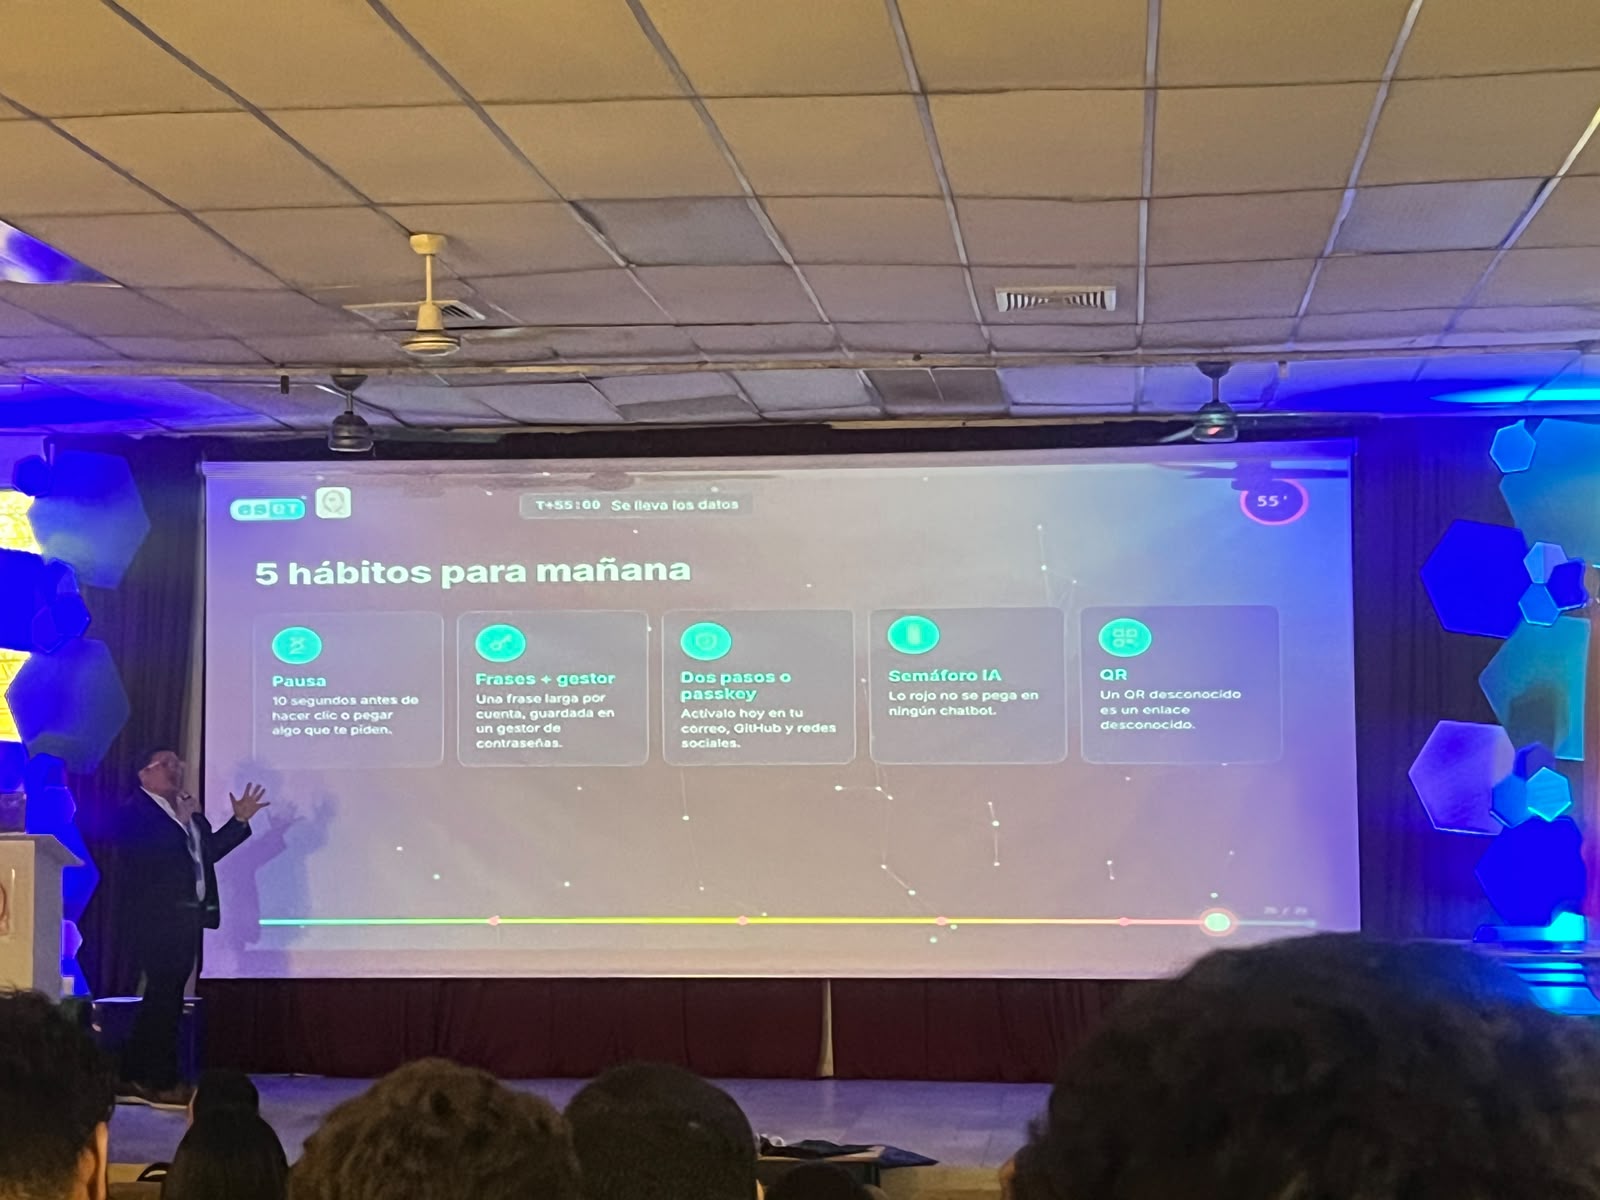 eset
T+55:00 Se lleva los datos
55'
5 hábitos para mañana
Pausa
10 segundos antes de
hacer clic o pegar
algo que te piden.
Frases + gestor
Una frase larga por
cuenta, guardada en
un gestor de
contraseñas.
Dos pasos o
passkey
Actívalo hoy en tu
correo, GitHub y redes
sociales.
Semáforo IA
Lo rojo no se pega en
ningún chatbot.
QR
Un QR desconocido
es un enlace
desconocido.